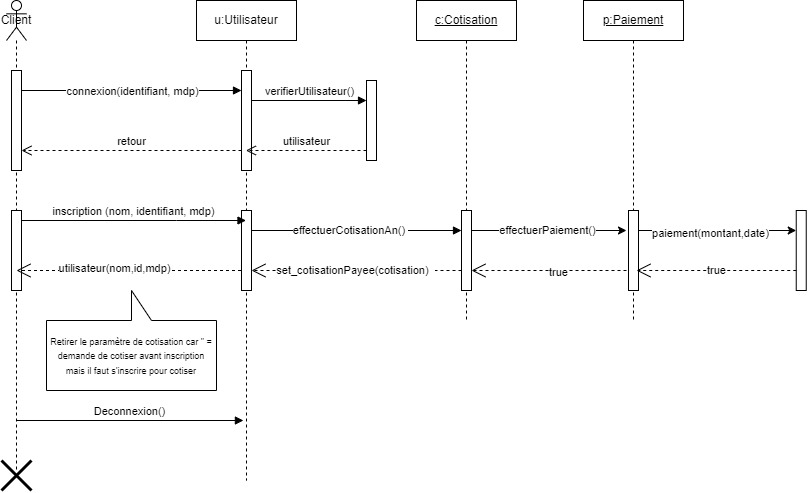 Client
u:Utilisateur
c:Cotisation
p:Paiement
connexion(identifiant, mdp)
verifierUtilisateur()
retour
utilisateur
inscription (nom, identifiant, mdp)
effectuerCotisationAn()
effectuerPaiement()
paiement(montant,date)
utilisateur(nom,id,mdp)
set_cotisationPayee(cotisation)
true
true
Retirer le paramètre de cotisation car " =
demande de cotiser avant inscription
mais il faut s'inscrire pour cotiser
Deconnexion()